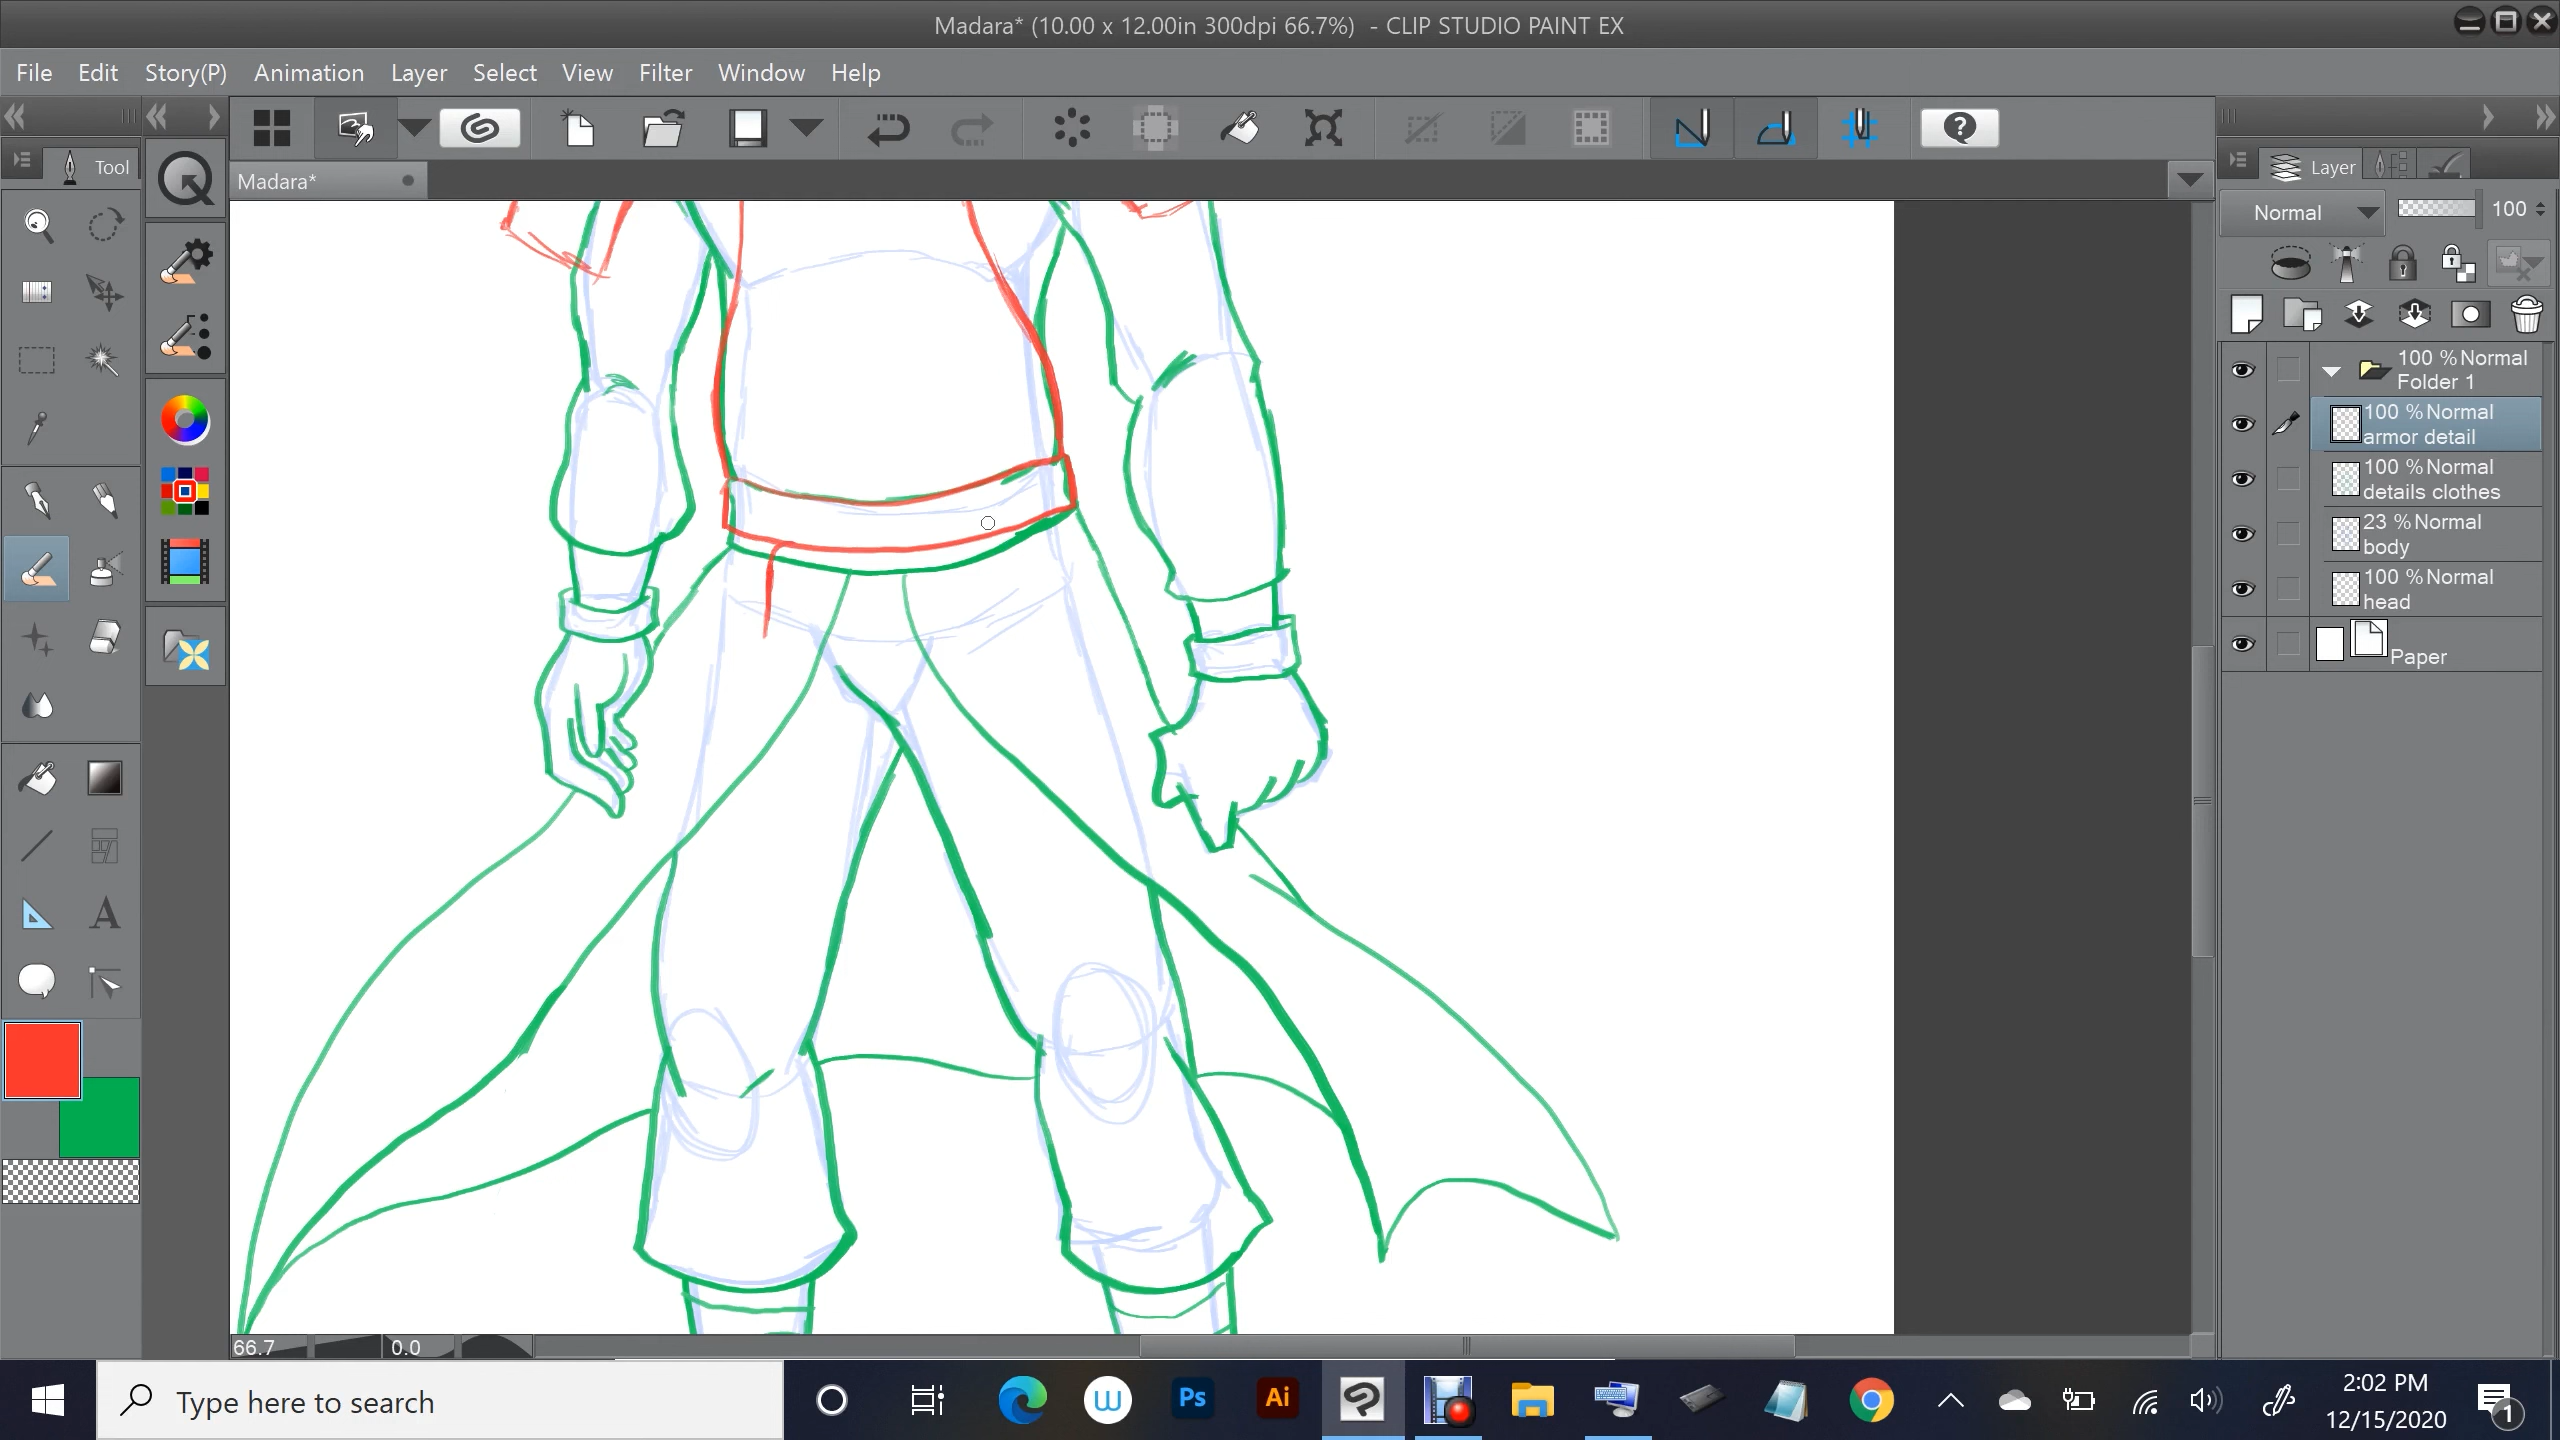 Madara* (10.00 x 12.00in 300dpi 66.7%) - CLIP STUDIO PAINT EX
File Edit Story(P) Animation Layer Select View Filter Window Help
Tool
Madara*
Layer
Normal 100
100 %Normal
Folder 1
100 %Normal
armor detail
100 %Normal
details clothes
23 %Normal
body
100 %Normal
head
Paper
A
66.7 0.0
Type here to search
W
Ps
Ai
2:02 PM
12/15/2020
1